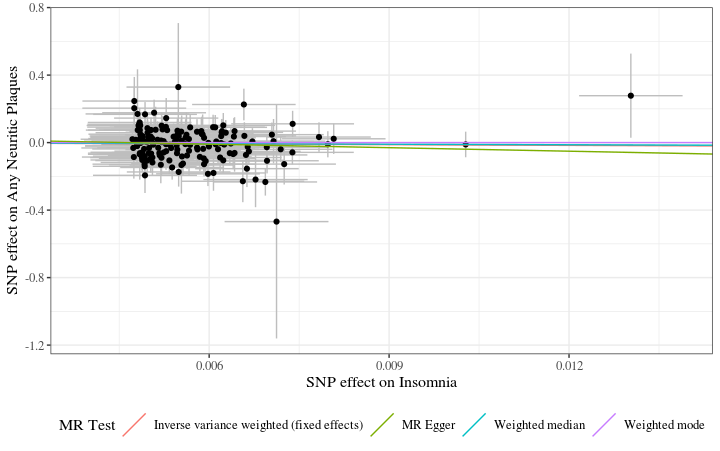 0.8
0.4
0.0
-0.4
-0.8
-1.2
SNP effect on Any Neuritic Plaques
0.006
0.009
0.012
SNP effect on Insomnia
MR Test
Inverse variance weighted (fixed effects)
MR Egger
Weighted median
Weighted mode